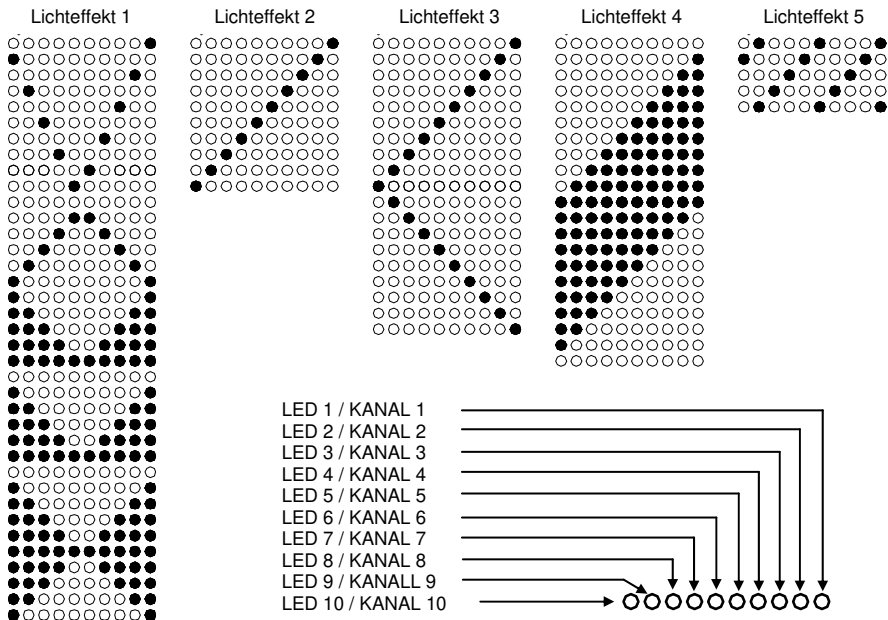 Lichteffekt 1 Lichteffekt 2 Lichteffekt 3 Lichteffekt 4 Lichteffekt 5
LED 1 / KANAL 1
LED 2 / KANAL 2
LED 3 / KANAL 3
LED 4 / KANAL 4
LED 5 / KANAL 5
LED 6 / KANAL 6
LED 7 / KANAL 7
LED 8 / KANAL 8
LED 9 / KANALL 9
LED 10 / KANAL 10